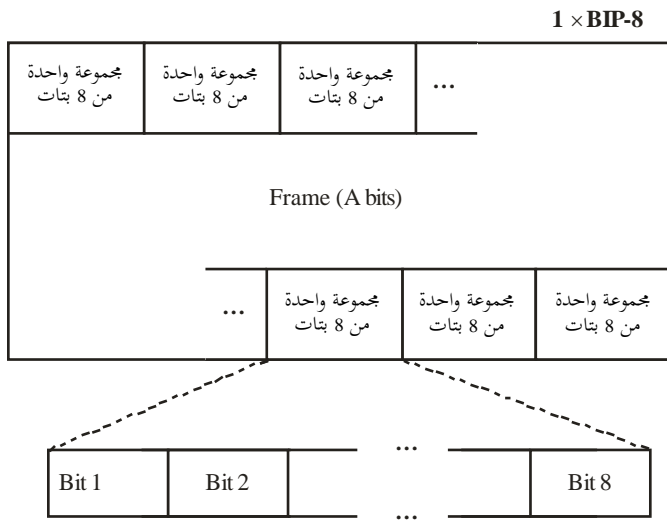 1 × BIP-8
مجموعة واحدة
من 8 بتات
مجموعة واحدة
من 8 بتات
مجموعة واحدة
من 8 بتات
...
Frame (A bits)
...
مجموعة واحدة
من 8 بتات
مجموعة واحدة
من 8 بتات
مجموعة واحدة
من 8 بتات
...
Bit 1
Bit 2
Bit 8
...